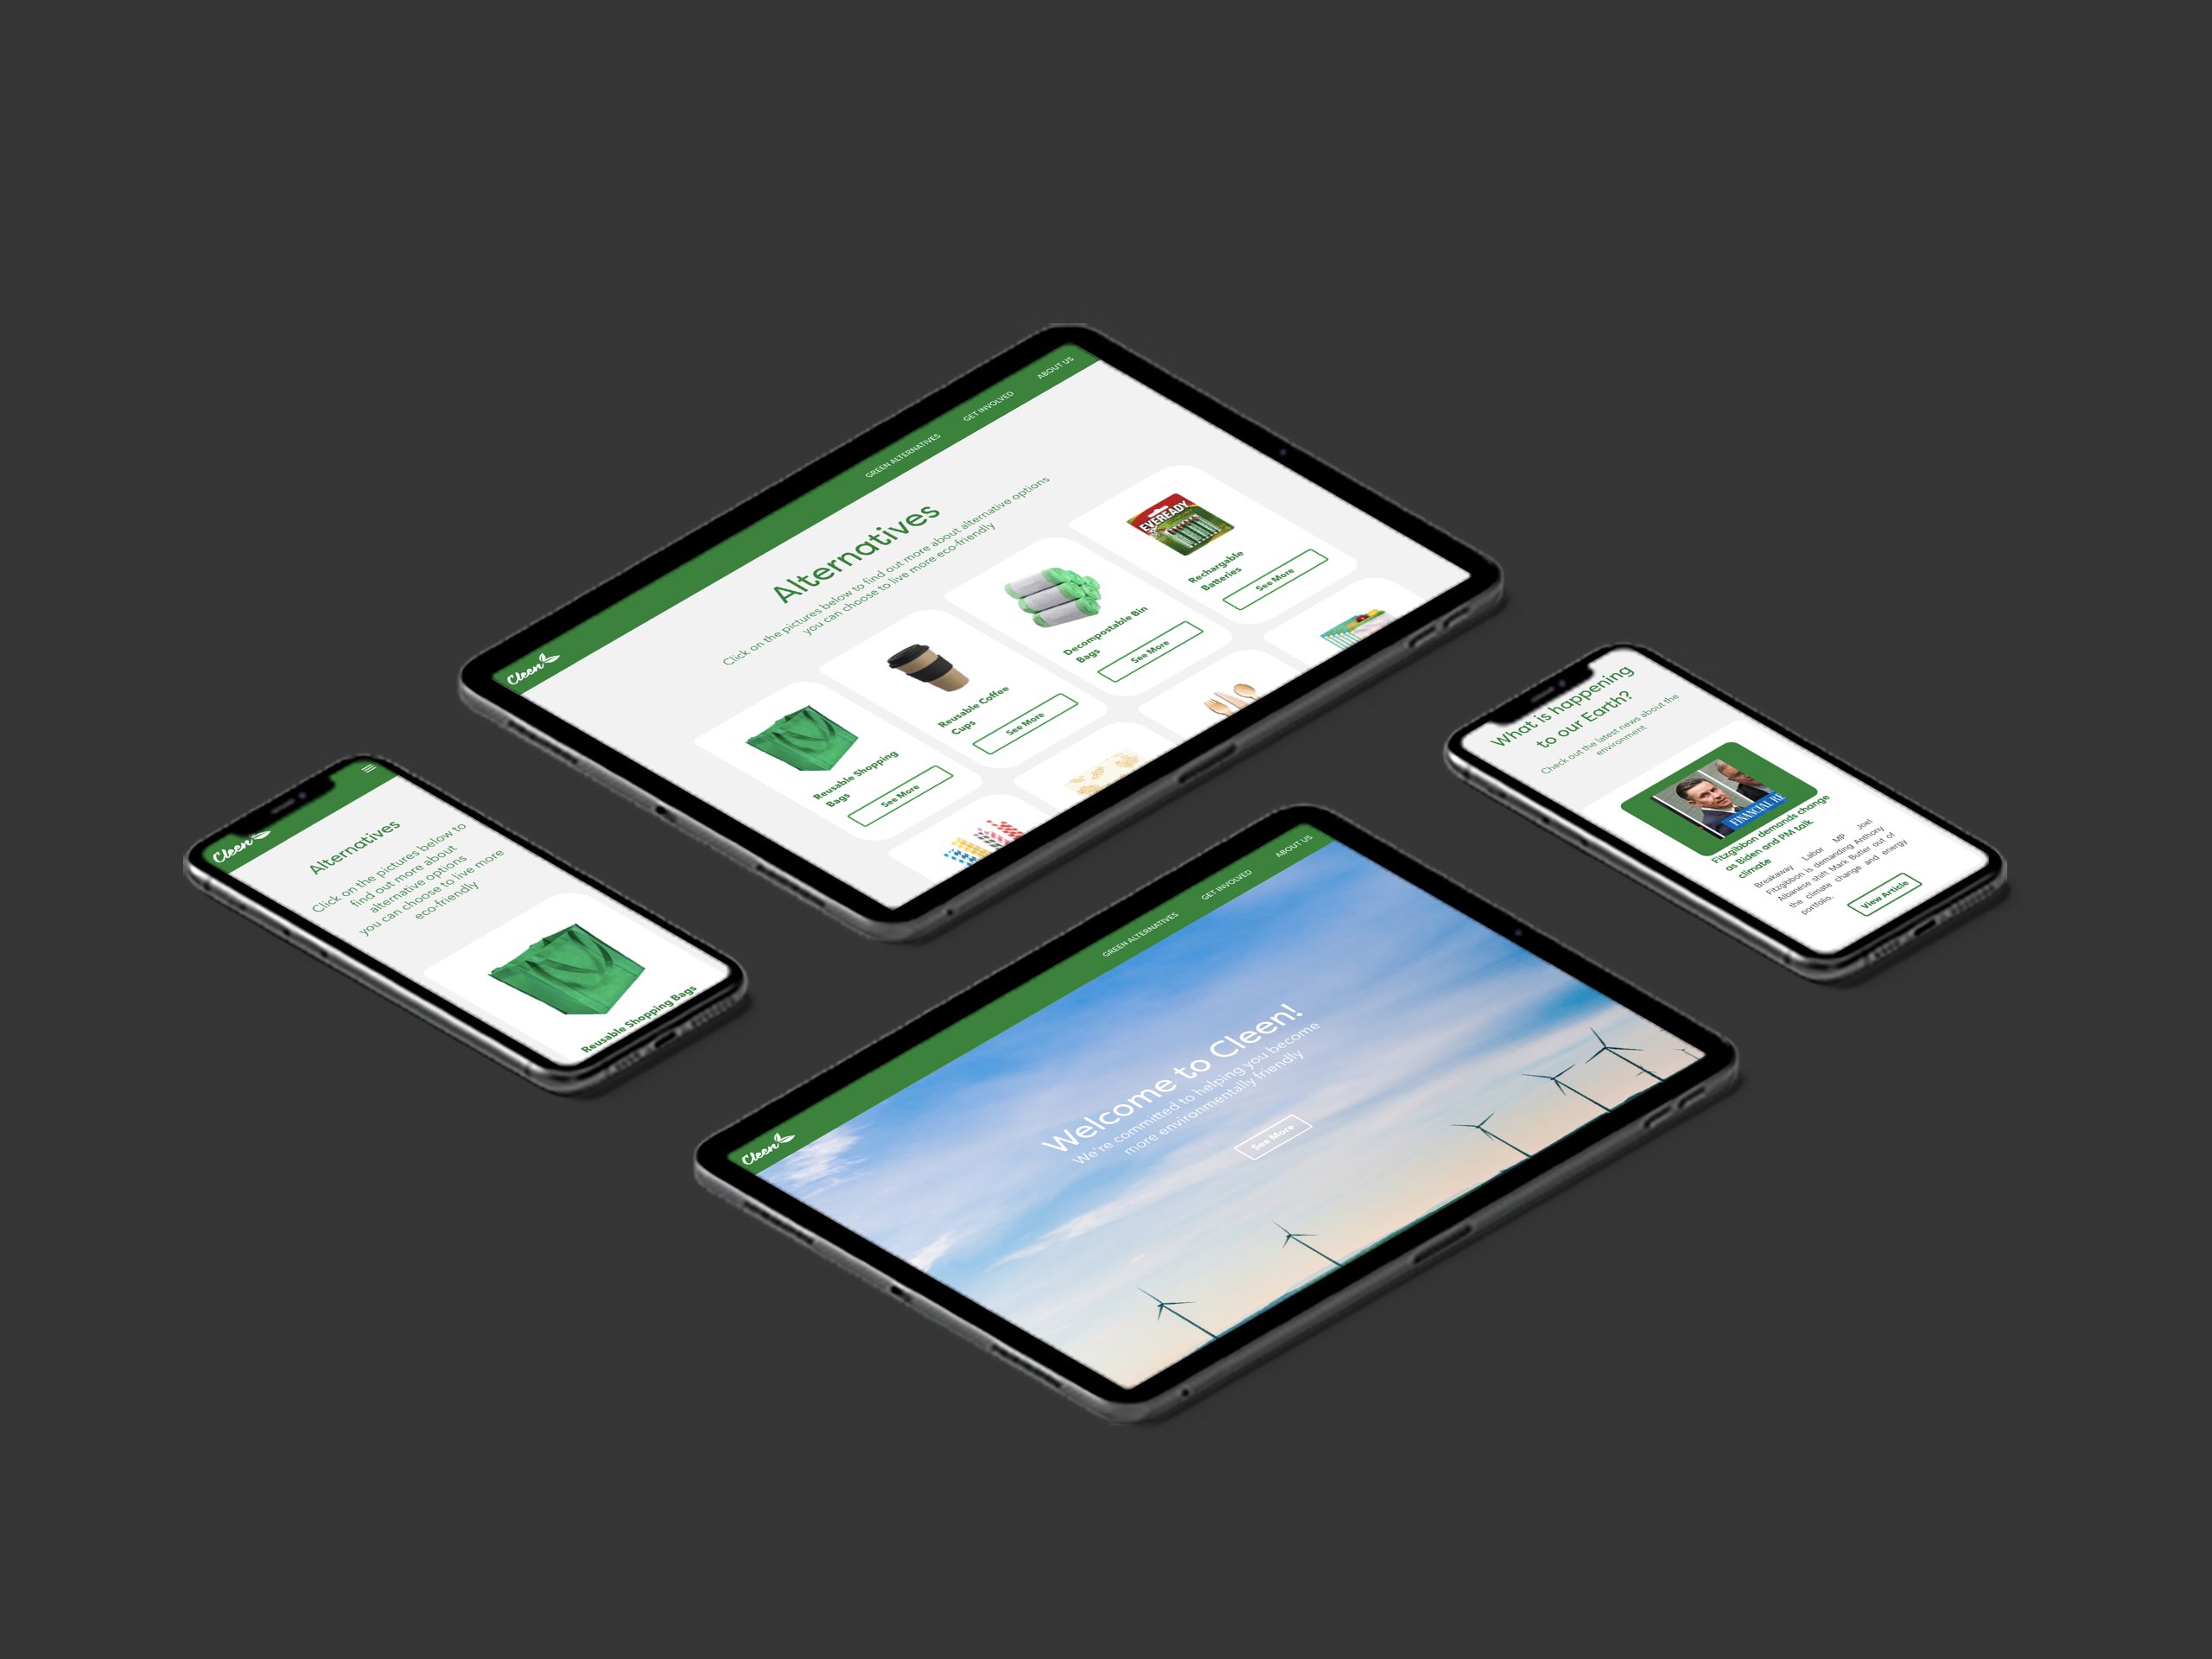 Cleen
GREEN ALTERNATIVES
GET INVOLVED
ABOUT US
Alternatives
Click on the pictures below to find out more about alternative options
you can choose to live more eco-friendly
Reusable Shopping
Bags
See More
Reusable Coffee
Cups
See More
Decompostable Bin
Bags
See More
EVEREADY
Rechargable
Batteries
See More
Cleen
Alternatives
Click on the pictures below to
find out more about
alternative options
you can choose to live more
eco-friendly
Reusable Shopping Bags
What is happening
to our Earth?
Check out the latest news about the
environment
FINANCIAL RE
Fitzgibbon demands change
as Biden and PM talk
climate
Breakaway Labor MP Joel
Fitzgibbon is demanding Anthony
Albanese shift Mark Butler out of
the climate change and energy
portfolio.
View Article
Cleen
GREEN ALTERNATIVES
GET INVOLVED
ABOUT US
Welcome to Cleen!
We're committed to helping you become
more environmentally friendly
See More